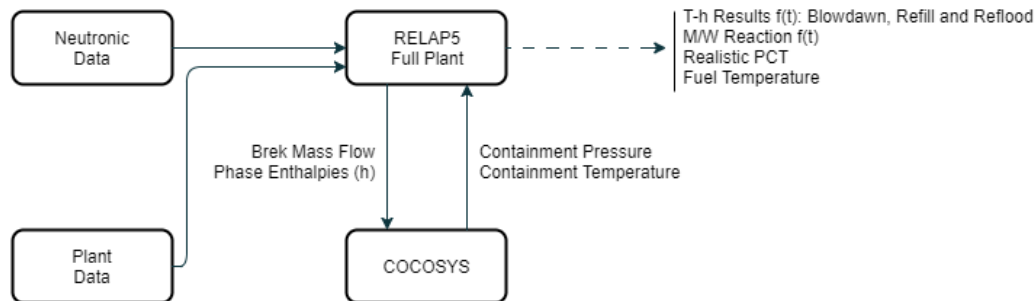 Neutronic
Data
RELAP5
Full Plant
T-h Results f(t): Blowdawn, Refill and Reflood
M/W Reaction f(t)
Realistic PCT
Fuel Temperature
Brek Mass Flow
Phase Enthalpies (h)
Containment Pressure
Containment Temperature
Plant
Data
COCOSYS